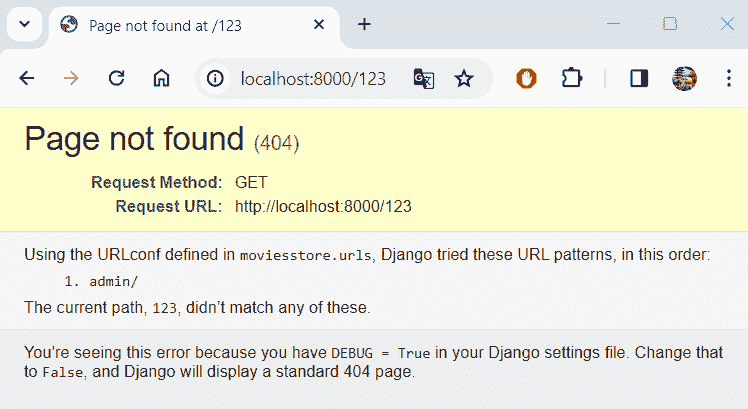 Page not found at /123
localhost:8000/123
Page not found (404)
Request Method: GET
Request URL: http://localhost:8000/123
Using the URLconf defined in moviesstore.urls, Django tried these URL patterns, in this order:
1. admin/
The current path, 123, didn’t match any of these.
You’re seeing this error because you have DEBUG = True in your Django settings file. Change that
to False, and Django will display a standard 404 page.